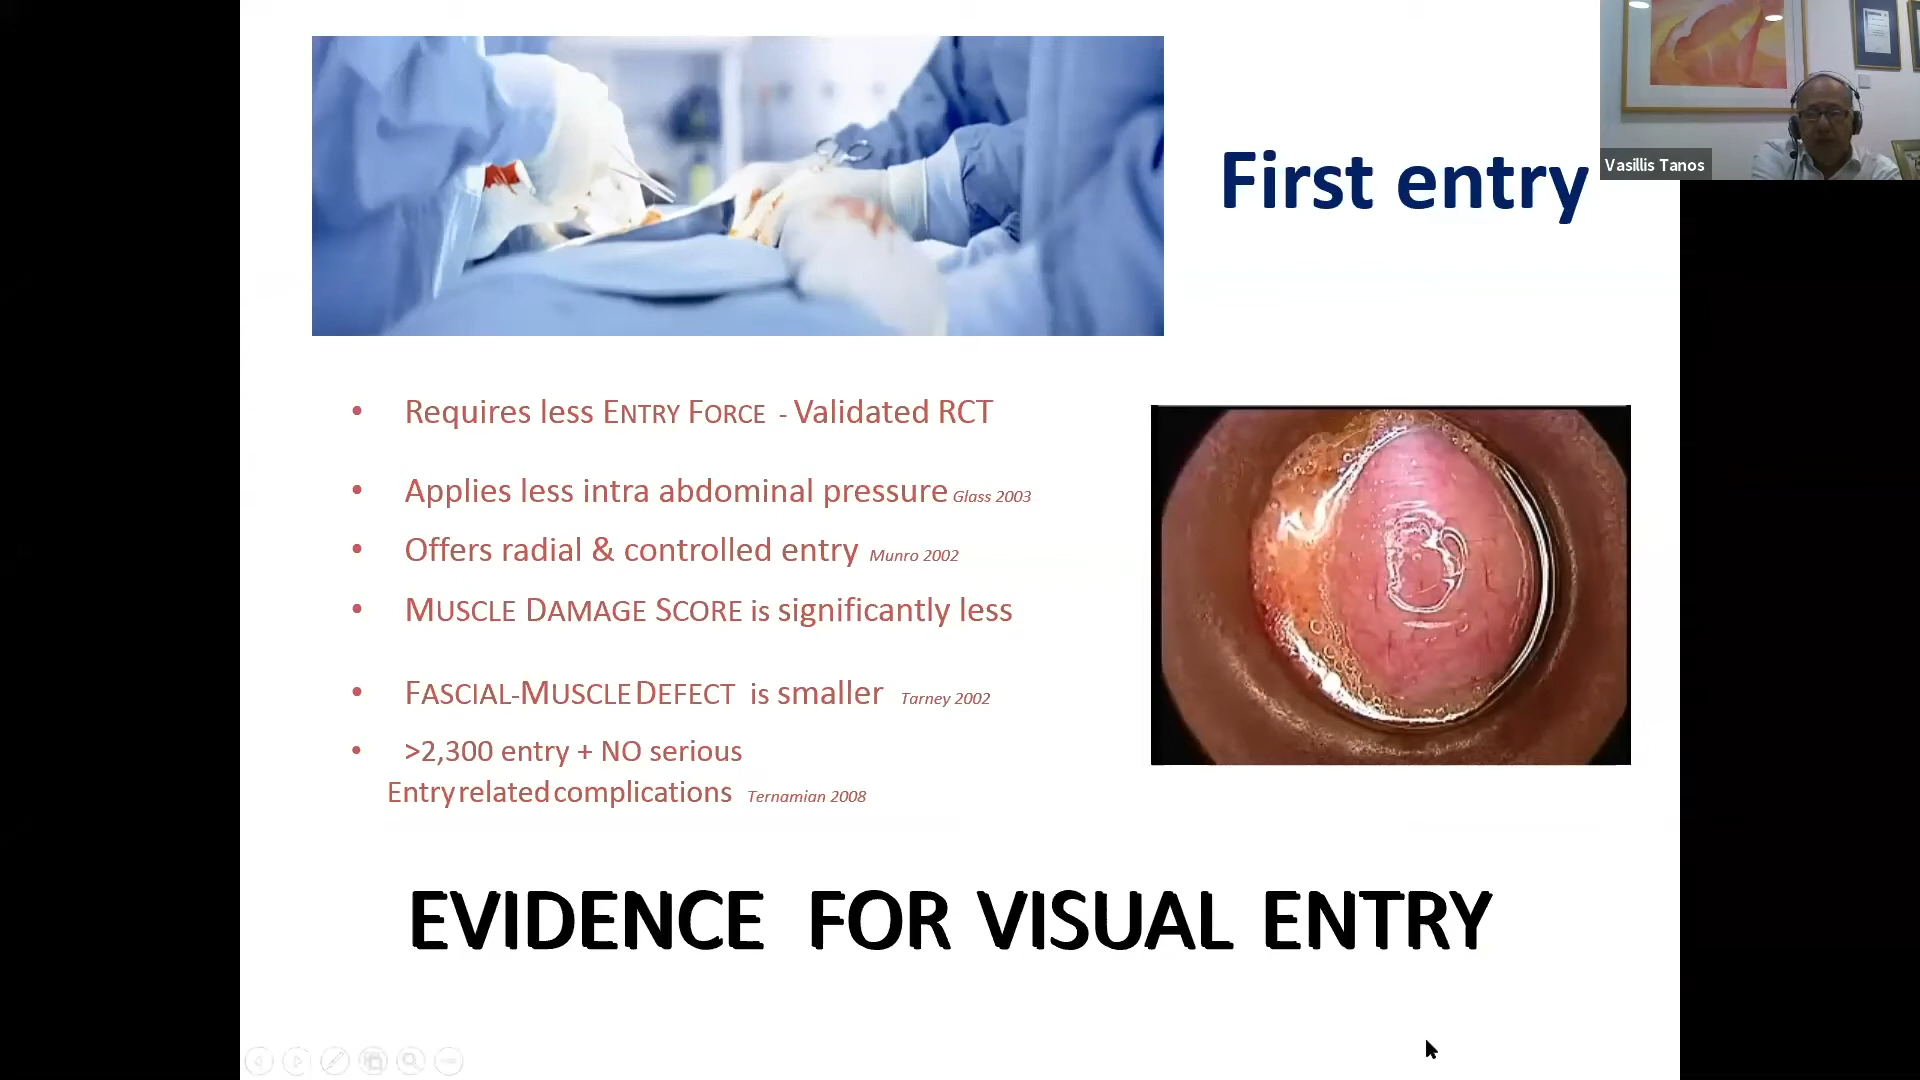 First entry
Vasillis Tanos
• Requires less ENTRY FORCE - Validated RCT
• Applies less intra abdominal pressure Glass 2003
• Offers radial & controlled entry Munro 2002
• MUSCLE DAMAGE SCORE is significantly less
• FASCIAL-MUSCLE DEFECT is smaller Tarney 2002
• >2,300 entry + NO serious
Entry related complications Ternamian 2008
EVIDENCE FOR VISUAL ENTRY